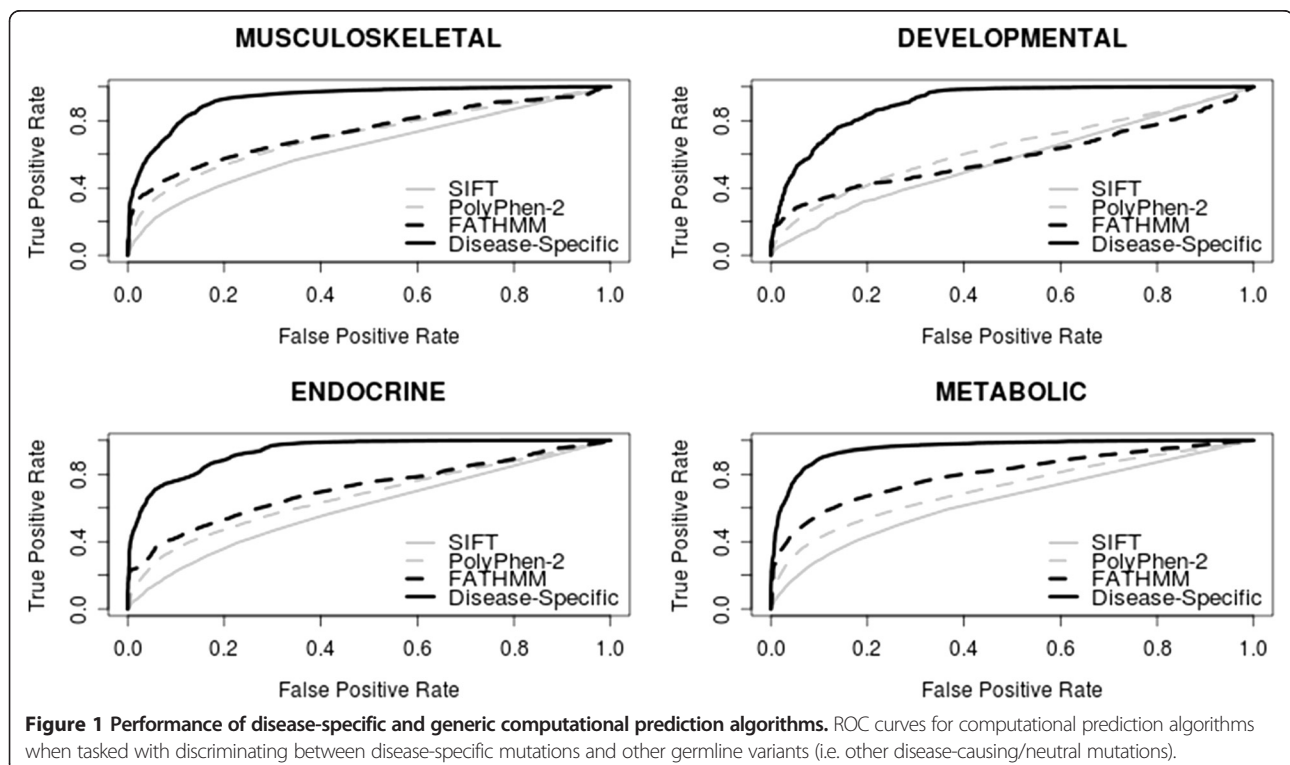 MUSCULOSKELETAL
True Positive Rate
0.0 0.4 0.8
SIFT
PolyPhen-2
FATHMM
Disease-Specific
0.0 0.2 0.4 0.6 0.8 1.0
False Positive Rate
DEVELOPMENTAL
True Positive Rate
0.0 0.4 0.8
SIFT
PolyPhen-2
FATHMM
Disease-Specific
0.0 0.2 0.4 0.6 0.8 1.0
False Positive Rate
ENDOCRINE
True Positive Rate
0.0 0.4 0.8
SIFT
PolyPhen-2
FATHMM
Disease-Specific
0.0 0.2 0.4 0.6 0.8 1.0
False Positive Rate
METABOLIC
True Positive Rate
0.0 0.4 0.8
SIFT
PolyPhen-2
FATHMM
Disease-Specific
0.0 0.2 0.4 0.6 0.8 1.0
False Positive Rate
Figure 1 Performance of disease-specific and generic computational prediction algorithms. ROC curves for computational prediction algorithms
when tasked with discriminating between disease-specific mutations and other germline variants (i.e. other disease-causing/neutral mutations).